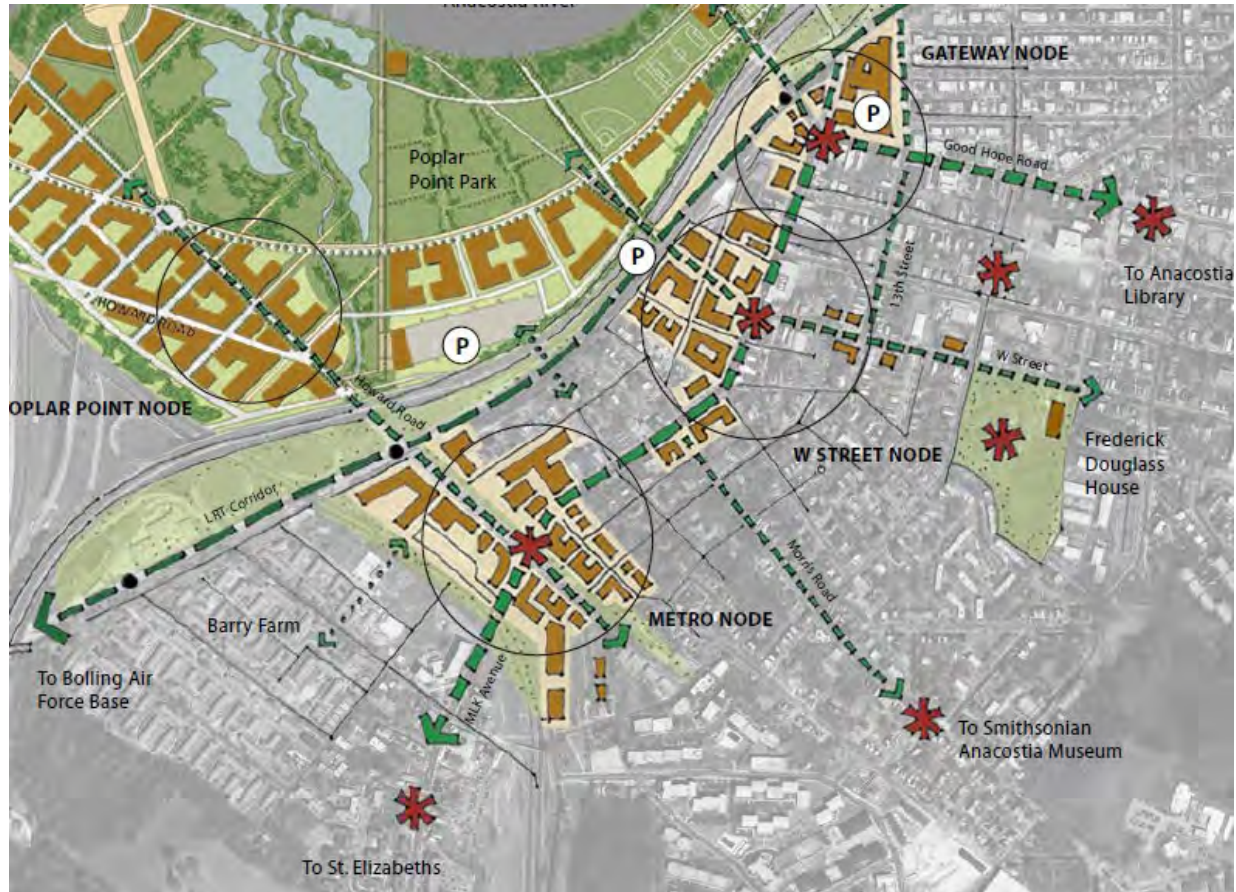 Anacostia River
GATEWAY NODE
P
Good Hope Road
Poplar
Point Park
To Anacostia
Library
13th Street
P
HOWARD ROAD
P
W Street
Howard Road
OPLAR POINT NODE
W STREET NODE
Frederick
Douglass
House
LRT Corridor
Morris Road
Barry Farm
METRO NODE
To Bolling Air
Force Base
MLK Avenue
To Smithsonian
Anacostia Museum
To St. Elizabeths